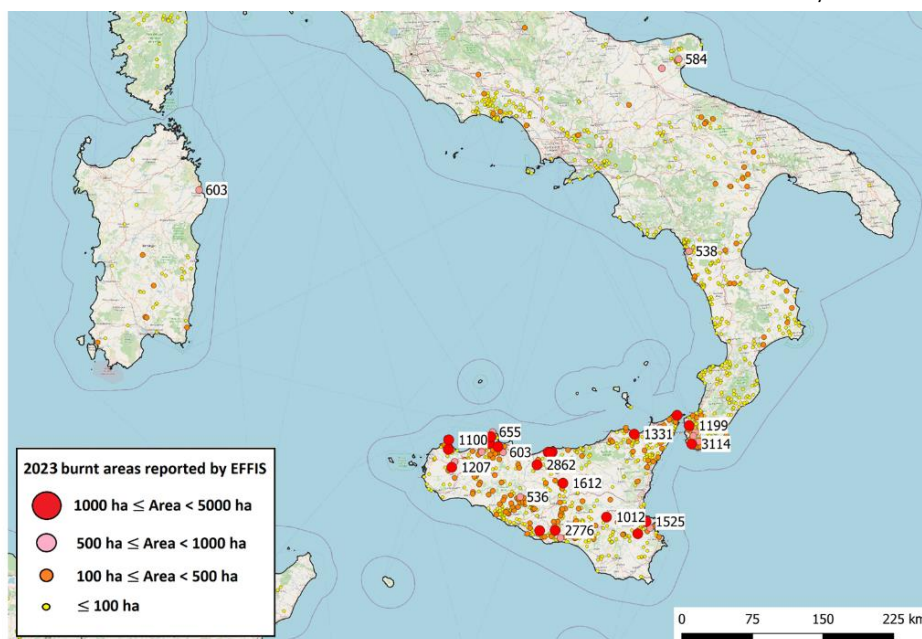 584
603
538
1199
3114
1331
655
1100
603
1207
2862
1612
536
2776
1012
1525
2023 burnt areas reported by EFFIS
1000 ha ≤ Area < 5000 ha
500 ha ≤ Area < 1000 ha
100 ha ≤ Area < 500 ha
≤ 100 ha
0 75 150 225 km